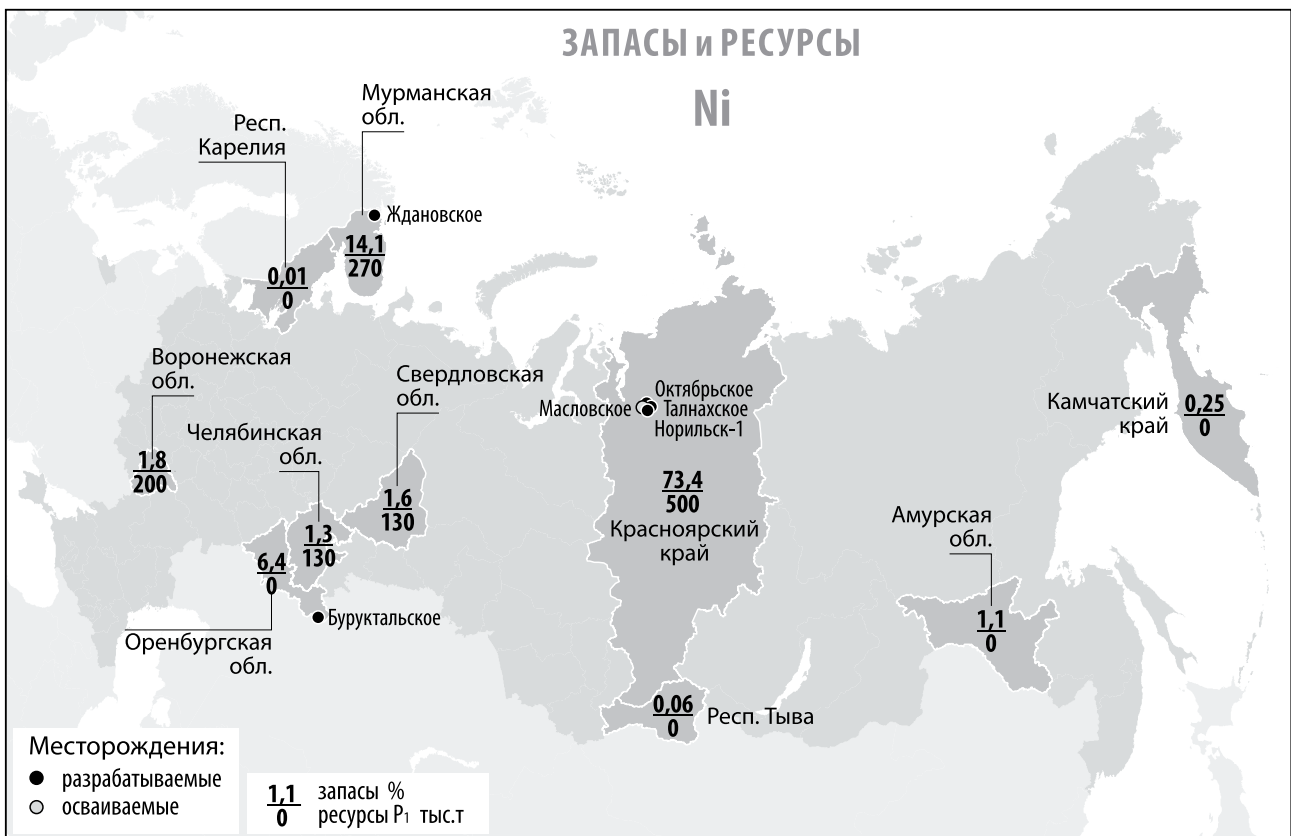 ЗАПАСЫ и РЕСУРСЫ
Ni
Мурманская
обл.
Респ.
Карелия
Ждановское
14,1
270
0,01
0
Воронежская
обл.
Свердловская
обл.
Октябрьское
Масловское
Талнахское
Норильск-1
Камчатский
край
0,25
0
Челябинская
обл.
1,8
200
1,6
130
73,4
500
Красноярский
край
Амурская
обл.
1,3
130
6,4
0
Буруктальское
Оренбургская
обл.
1,1
0
0,06
0
Респ. Тыва
Месторождения:
разрабатываемые
осваиваемые
1,1
0
запасы %
ресурсы P₁ тыс.т